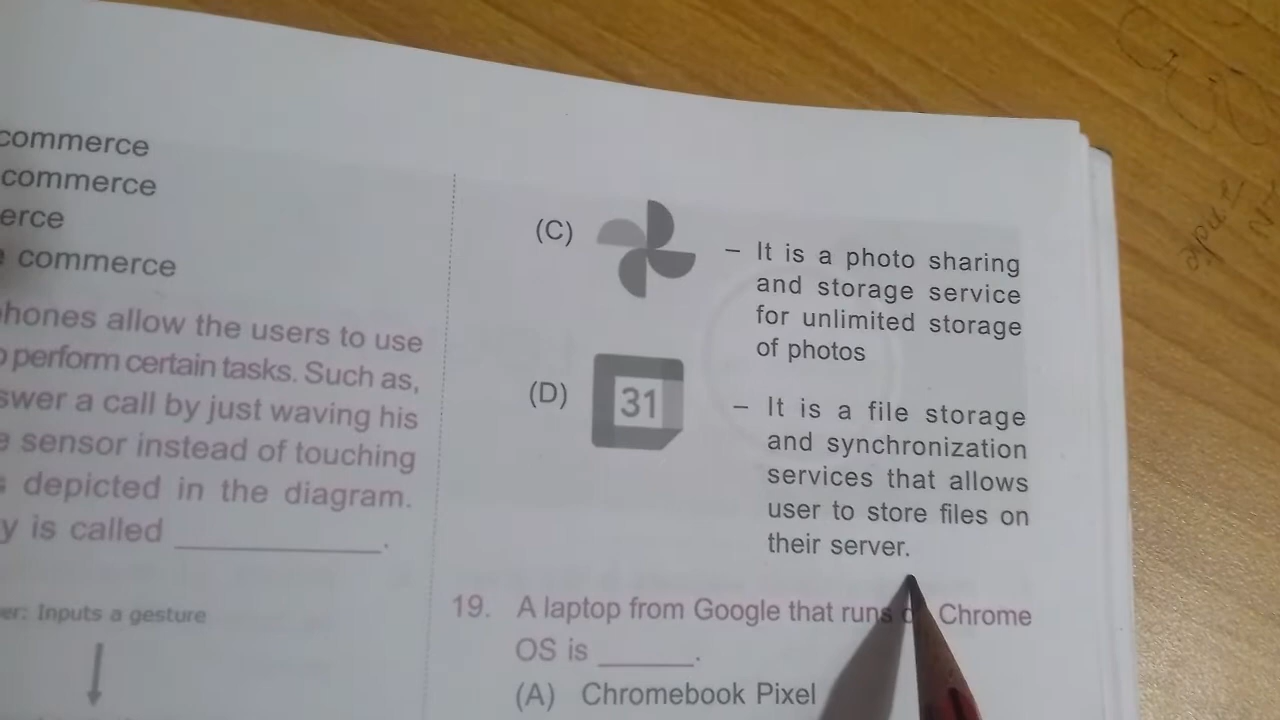 commerce
commerce
erce
commerce
hones allow the users to use
perform certain tasks. Such as,
swer a call by just waving his
sensor instead of touching
depicted in the diagram.
y is called ________.
er: Inputs a gesture
(C)
– It is a photo sharing
and storage service
for unlimited storage
of photos
(D)
31
– It is a file storage
and synchronization
services that allows
user to store files on
their server.
19. A laptop from Google that runs Chrome
OS is ______.
(A) Chromebook Pixel